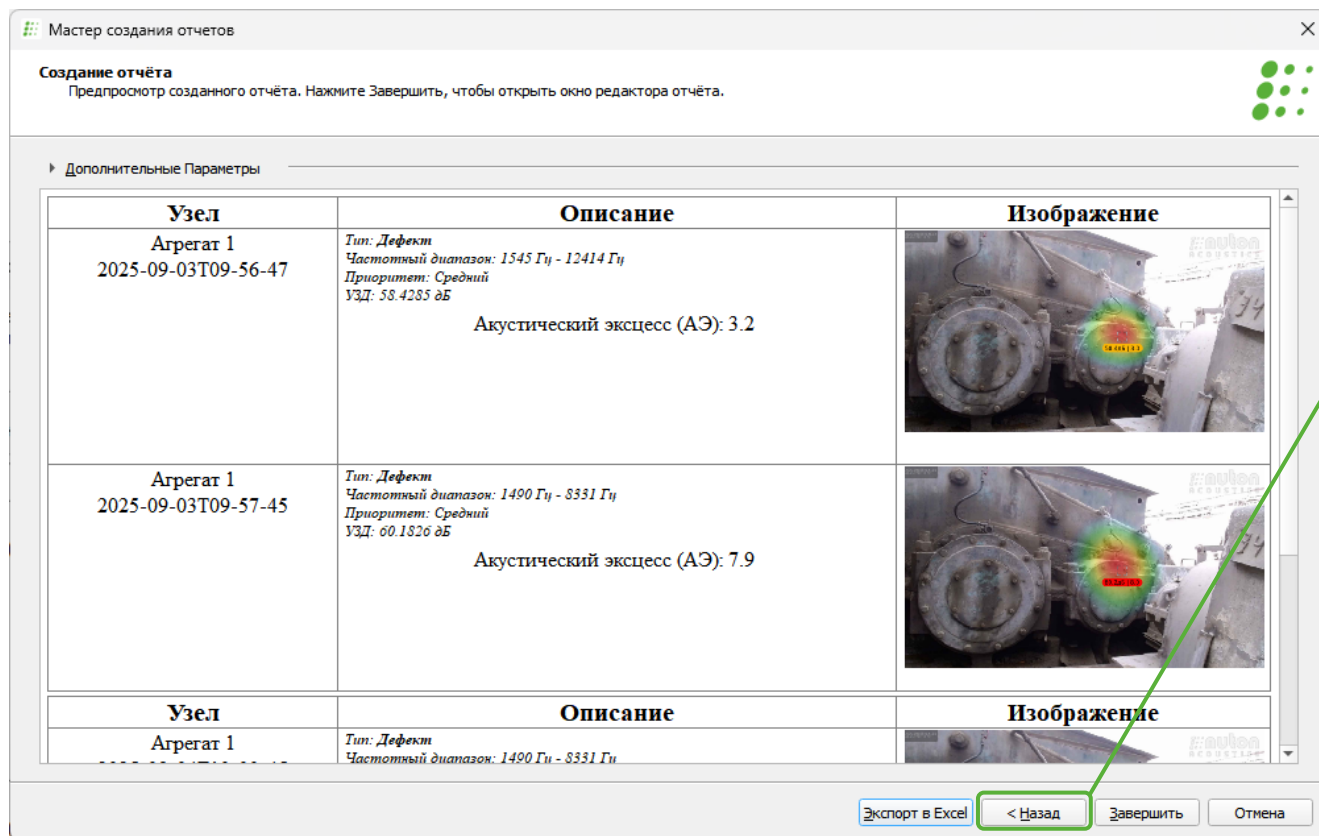 Мастер создания отчетов
Создание отчёта
Предпросмотр созданного отчёта. Нажмите Завершить, чтобы открыть окно редактора отчёта.
Дополнительные Параметры
Узел Описание Изображение
Агрегат 1
2025-09-03T09-56-47
Тип: Дефект
Частотный диапазон: 1545 Гц - 12414 Гц
Приоритет: Средний
УЗД: 58.4285 дБ
Акустический эксцесс (АЭ): 3.2
Агрегат 1
2025-09-03T09-57-45
Тип: Дефект
Частотный диапазон: 1490 Гц - 8331 Гц
Приоритет: Средний
УЗД: 60.1826 дБ
Акустический эксцесс (АЭ): 7.9
Узел Описание Изображение
Агрегат 1
Тип: Дефект
Частотный диапазон: 1490 Гц - 8331 Гц
Экспорт в Excel < Назад Завершить Отмена